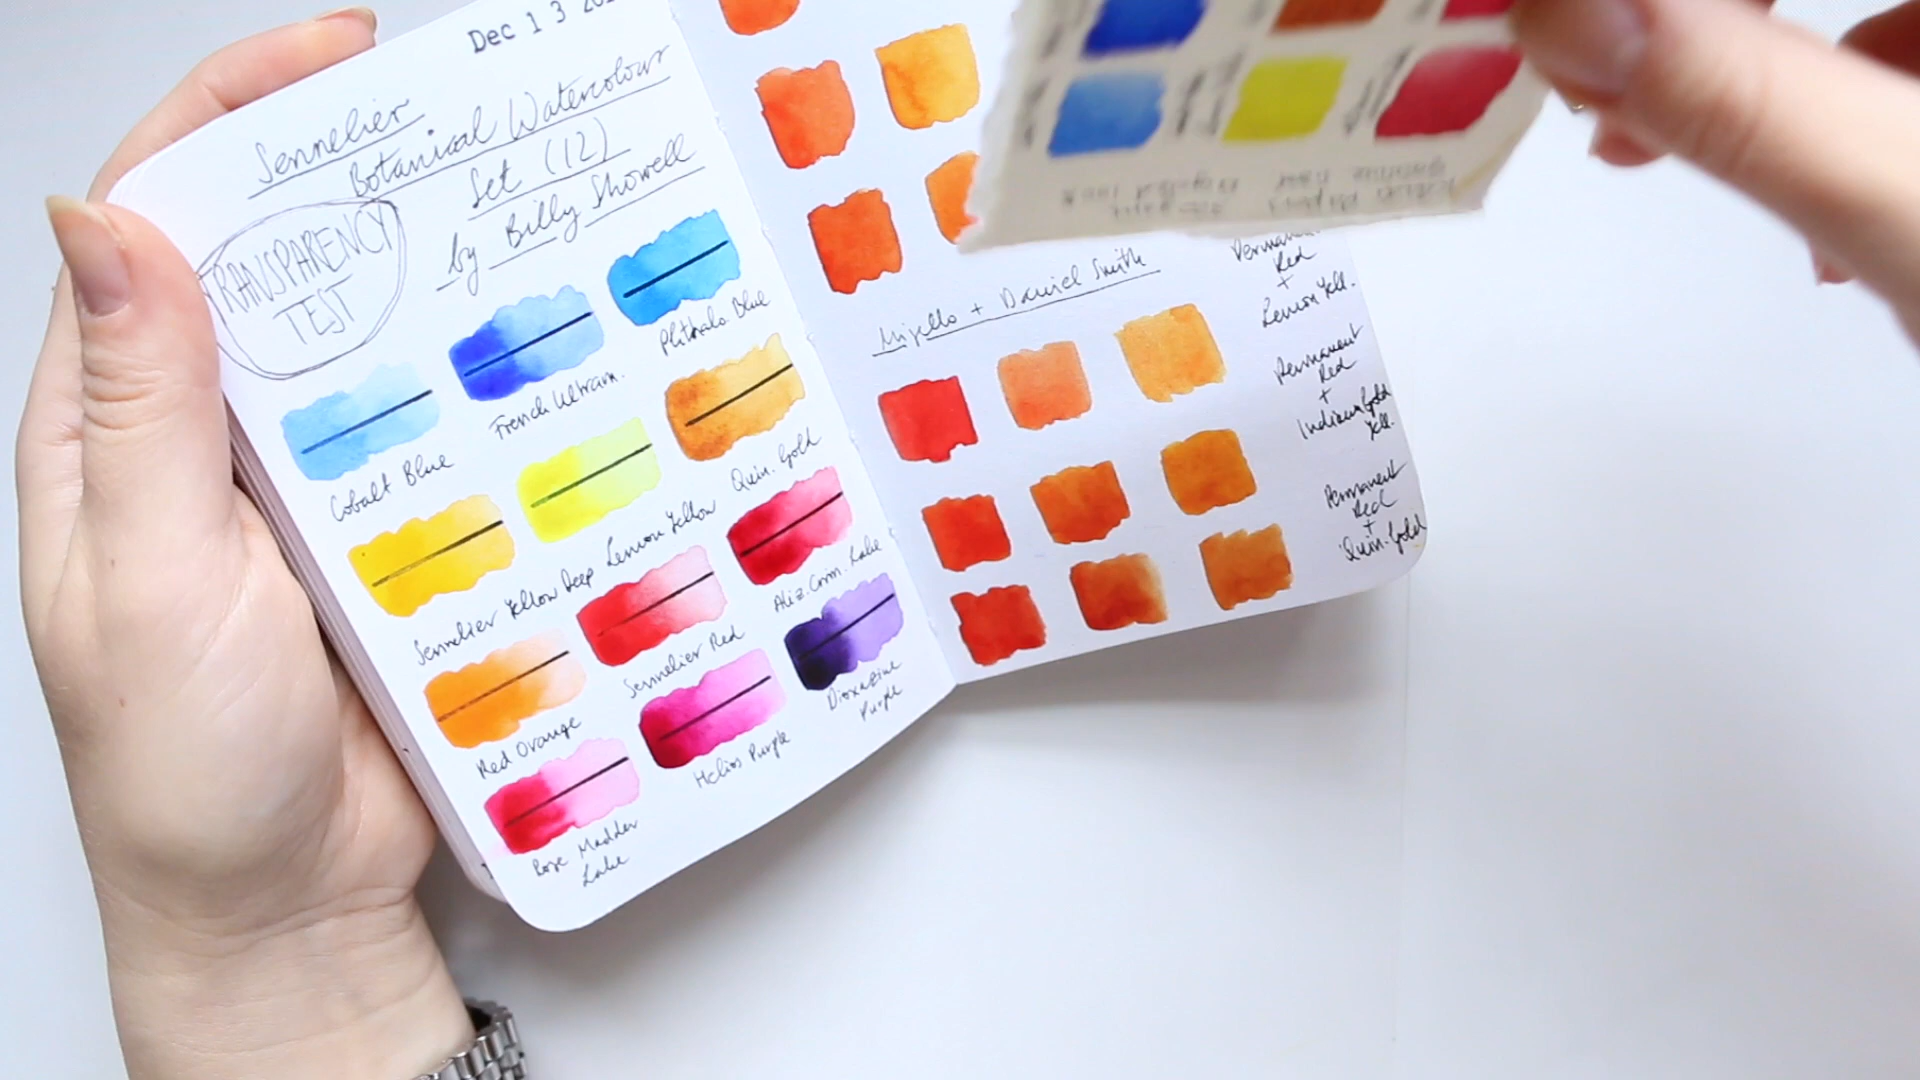 Dec 1 3
Sennelier
Botanical Watercolour
Set (12)
by Billy Showell
TRANSPARENCY
TEST
Phthalo Blue
French Ultram.
Cobalt Blue
Quin. Gold
Lemon Yellow
Sennelier Yellow Deep
Aliz. Crim. Lake
Sennelier Red
Red Orange
Dioxazine
Purple
Helios Purple
Rose Madder
Lake
Mijello + Daniel Smith
Permanent
Red
+
Lemon Yell.
Permanent
Red
+
Indian Gold
Yell.
Permanent
Red
+
Quin. Gold